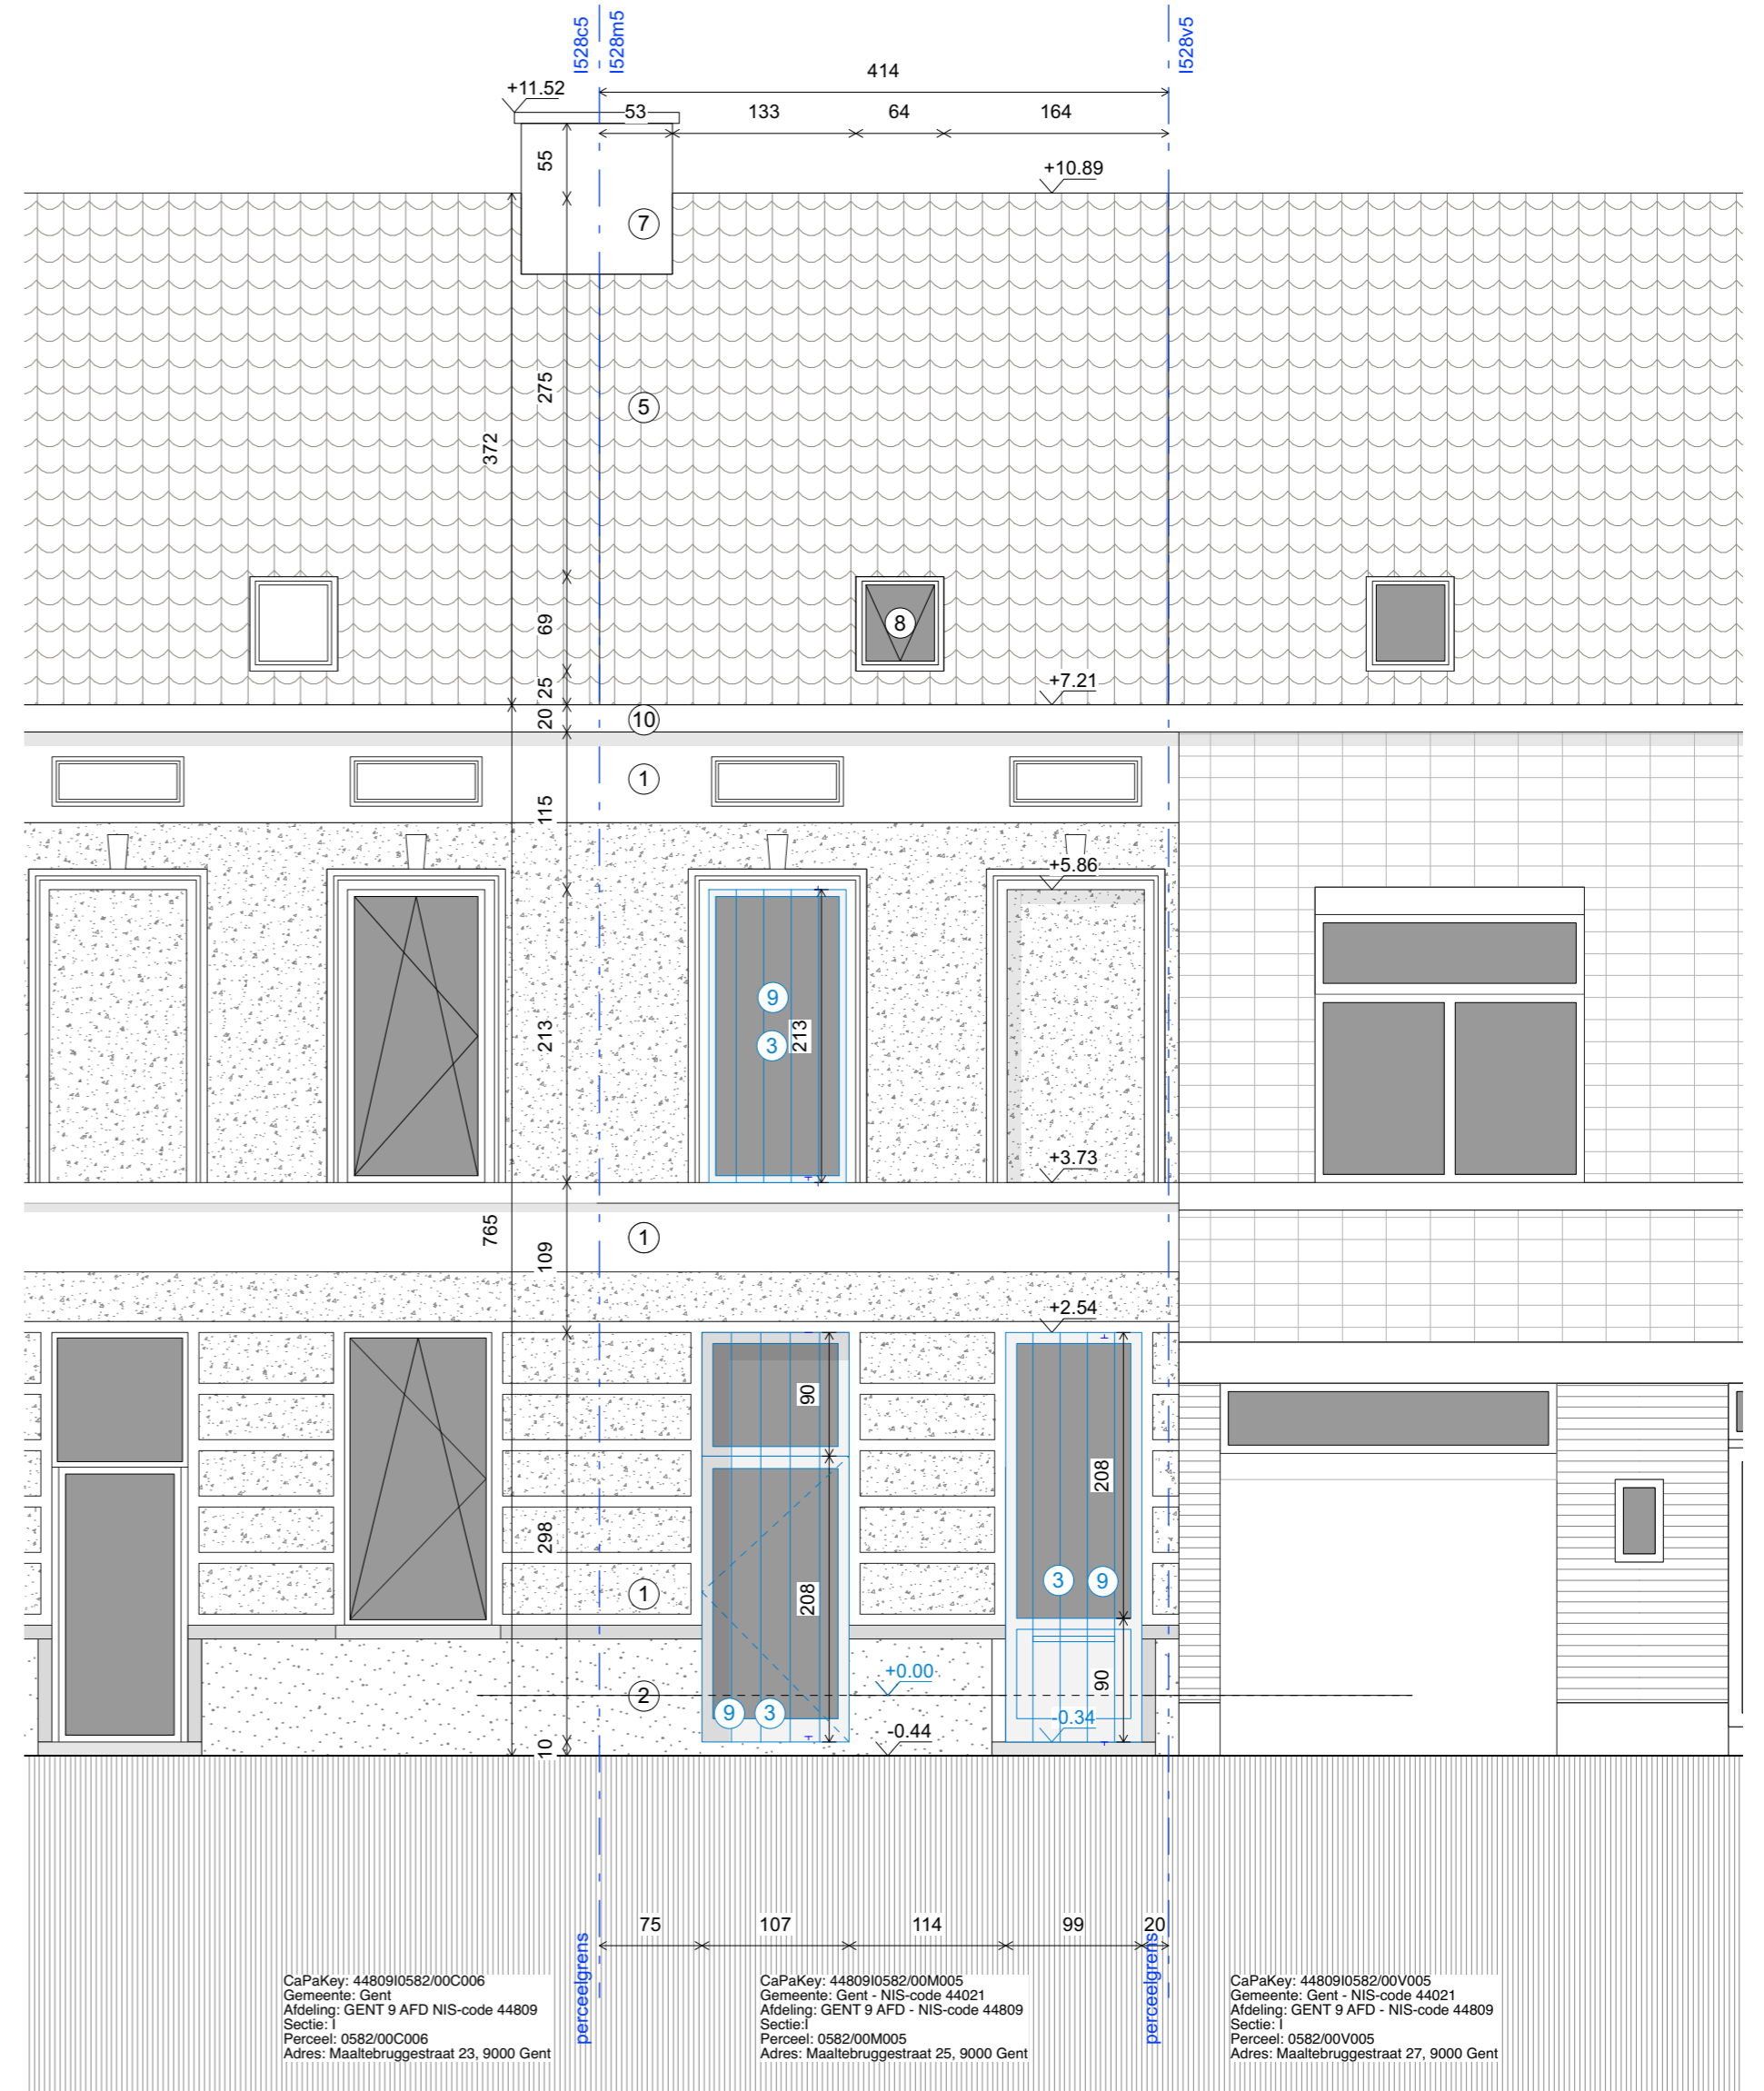 I528c5
I528m5
I528v5
414
+11.52
53
133
64
164
55
+10.89
7
275
5
372
69
8
25
+7.21
20
10
1
115
+5.86
9
3
213
213
+3.73
765
1
109
+2.54
90
208
298
1
208
3
9
+0.00
2
90
9
3
-0.34
-0.44
10
75
107
114
99
20
perceelgrens
perceelgrens
CaPaKey: 44809I0582/00C006
Gemeente: Gent
Afdeling: GENT 9 AFD NIS-code 44809
Sectie: I
Perceel: 0582/00C006
Adres: Maaltebruggestraat 23, 9000 Gent
CaPaKey: 44809I0582/00M005
Gemeente: Gent - NIS-code 44021
Afdeling: GENT 9 AFD - NIS-code 44809
Sectie:I
Perceel: 0582/00M005
Adres: Maaltebruggestraat 25, 9000 Gent
CaPaKey: 44809I0582/00V005
Gemeente: Gent - NIS-code 44021
Afdeling: GENT 9 AFD - NIS-code 44809
Sectie: I
Perceel: 0582/00V005
Adres: Maaltebruggestraat 27, 9000 Gent